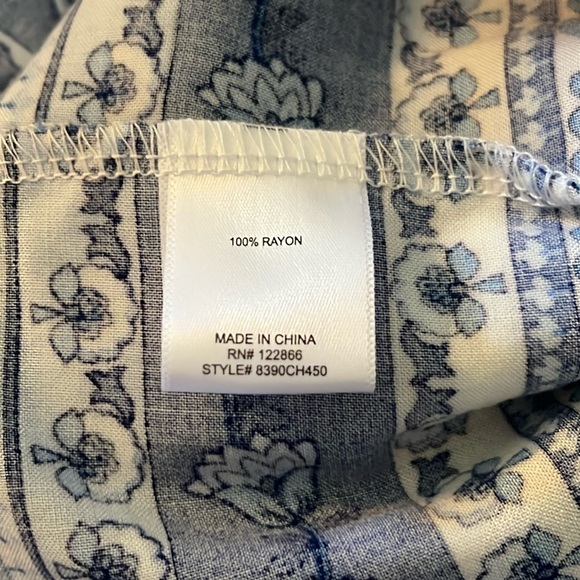 100% RAYON
MADE IN CHINA
RN# 122866
STYLE# 8390CH450